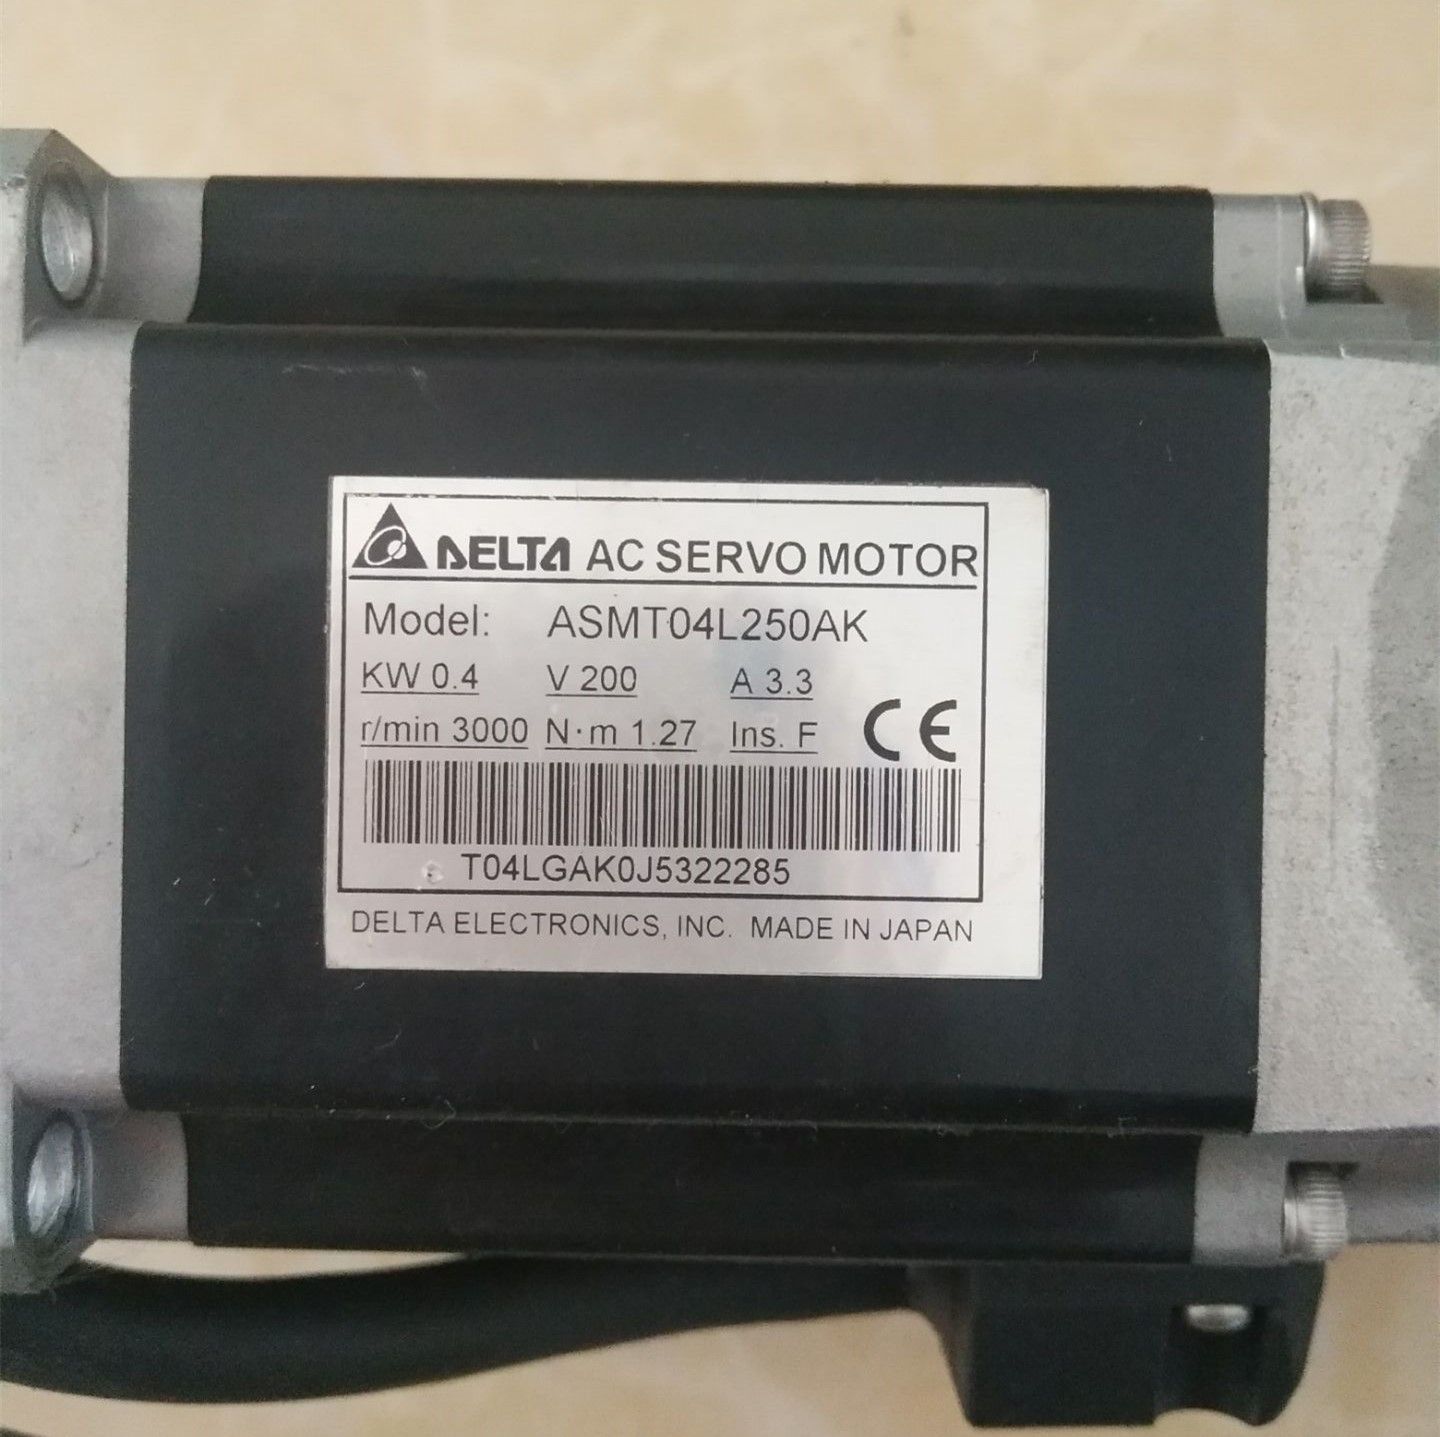 DELTA AC SERVO MOTOR
Model: ASMT04L250AK
KW 0.4 V 200 A 3.3
r/min 3000 N·m 1.27 Ins. F CE
T04LGAK0J5322285
DELTA ELECTRONICS, INC. MADE IN JAPAN